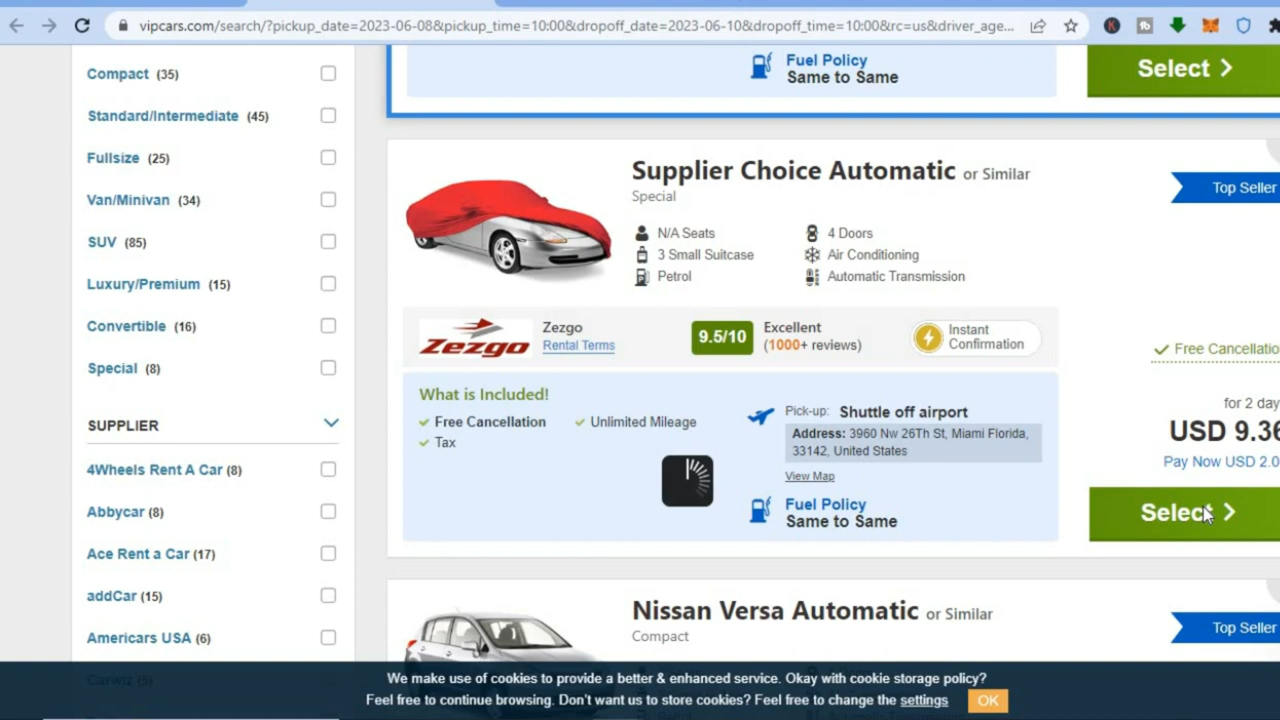 vipcars.com/search/?pickup_date=2023-06-08&pickup_time=10:00&dropoff_date=2023-06-10&dropoff_time=10:00&rc=us&driver_age...
Compact (35)
Standard/Intermediate (45)
Fullsize (25)
Van/Minivan (34)
SUV (85)
Luxury/Premium (15)
Convertible (16)
Special (8)
SUPPLIER
4Wheels Rent A Car (8)
Abbycar (8)
Ace Rent a Car (17)
addCar (15)
Americars USA (6)
Carwiz (5)
Fuel Policy
Same to Same
Select
Supplier Choice Automatic or Similar
Special
Top Seller
N/A Seats
4 Doors
3 Small Suitcase
Air Conditioning
Petrol
Automatic Transmission
Zezgo
Zezgo
Rental Terms
9.5/10
Excellent
(1000+ reviews)
Instant
Confirmation
Free Cancellatio
What is Included!
Free Cancellation
Unlimited Mileage
Tax
Pick-up: Shuttle off airport
Address: 3960 Nw 26Th St, Miami Florida,
33142, United States
View Map
Fuel Policy
Same to Same
for 2 day
USD 9.36
Pay Now USD 2.0
Select
Nissan Versa Automatic or Similar
Compact
Top Seller
We make use of cookies to provide a better & enhanced service. Okay with cookie storage policy?
Feel free to continue browsing. Don't want us to store cookies? Feel free to change the settings
OK